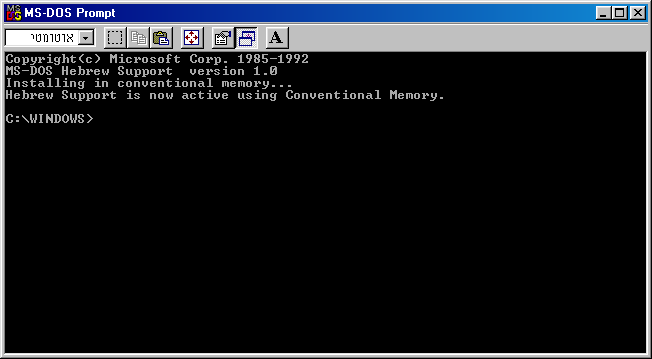 MS-DOS Prompt
אוטומטי
A
Copyright(c) Microsoft Corp. 1985-1992
MS-DOS Hebrew Support  version 1.0
Installing in conventional memory...
Hebrew Support is now active using Conventional Memory.
C:\WINDOWS>